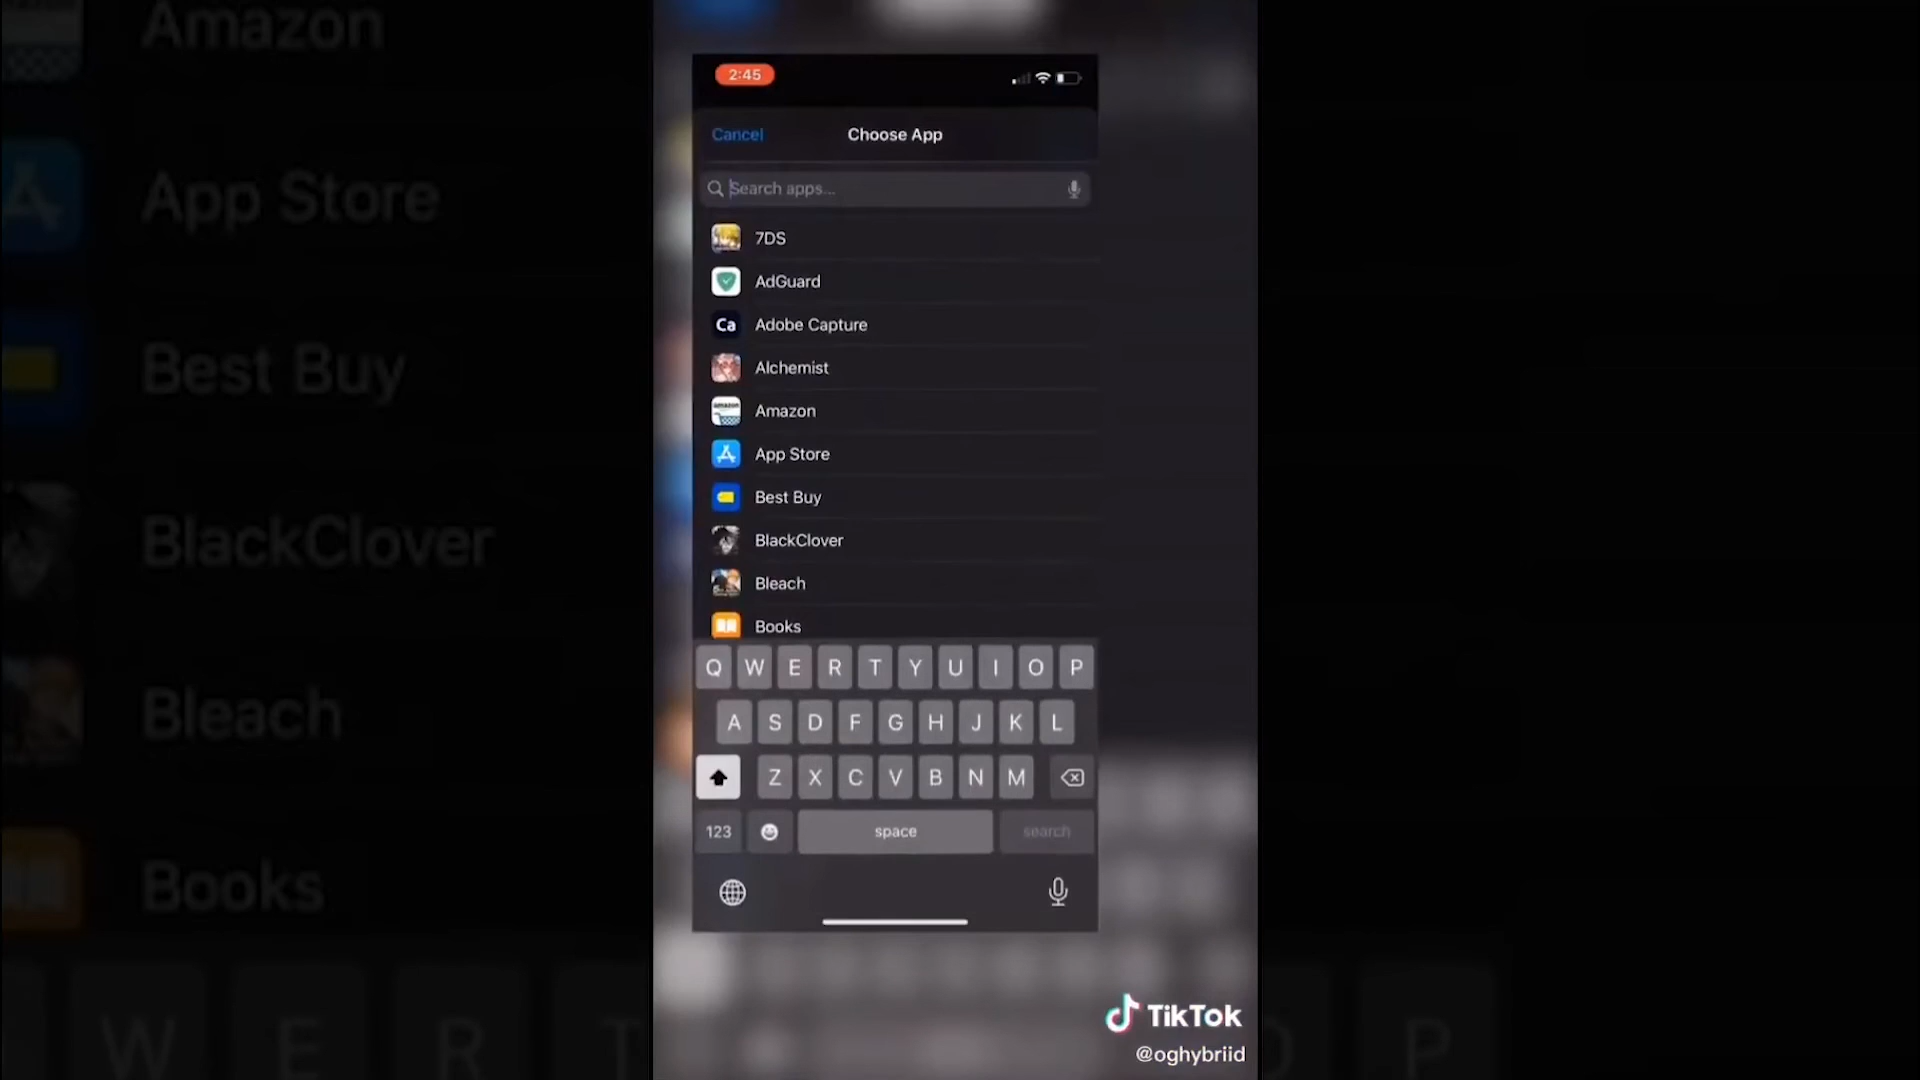 2:45
Cancel
Choose App
Search apps...
7DS
AdGuard
Ca
Adobe Capture
Alchemist
amazon
Amazon
App Store
Best Buy
BlackClover
Bleach
Books
Q W E R T Y U I O P
A S D F G H J K L
Z X C V B N M
123
space
search
TikTok
@oghybriid
Amazon
App Store
Best Buy
BlackClover
Bleach
Books
W E R T
P